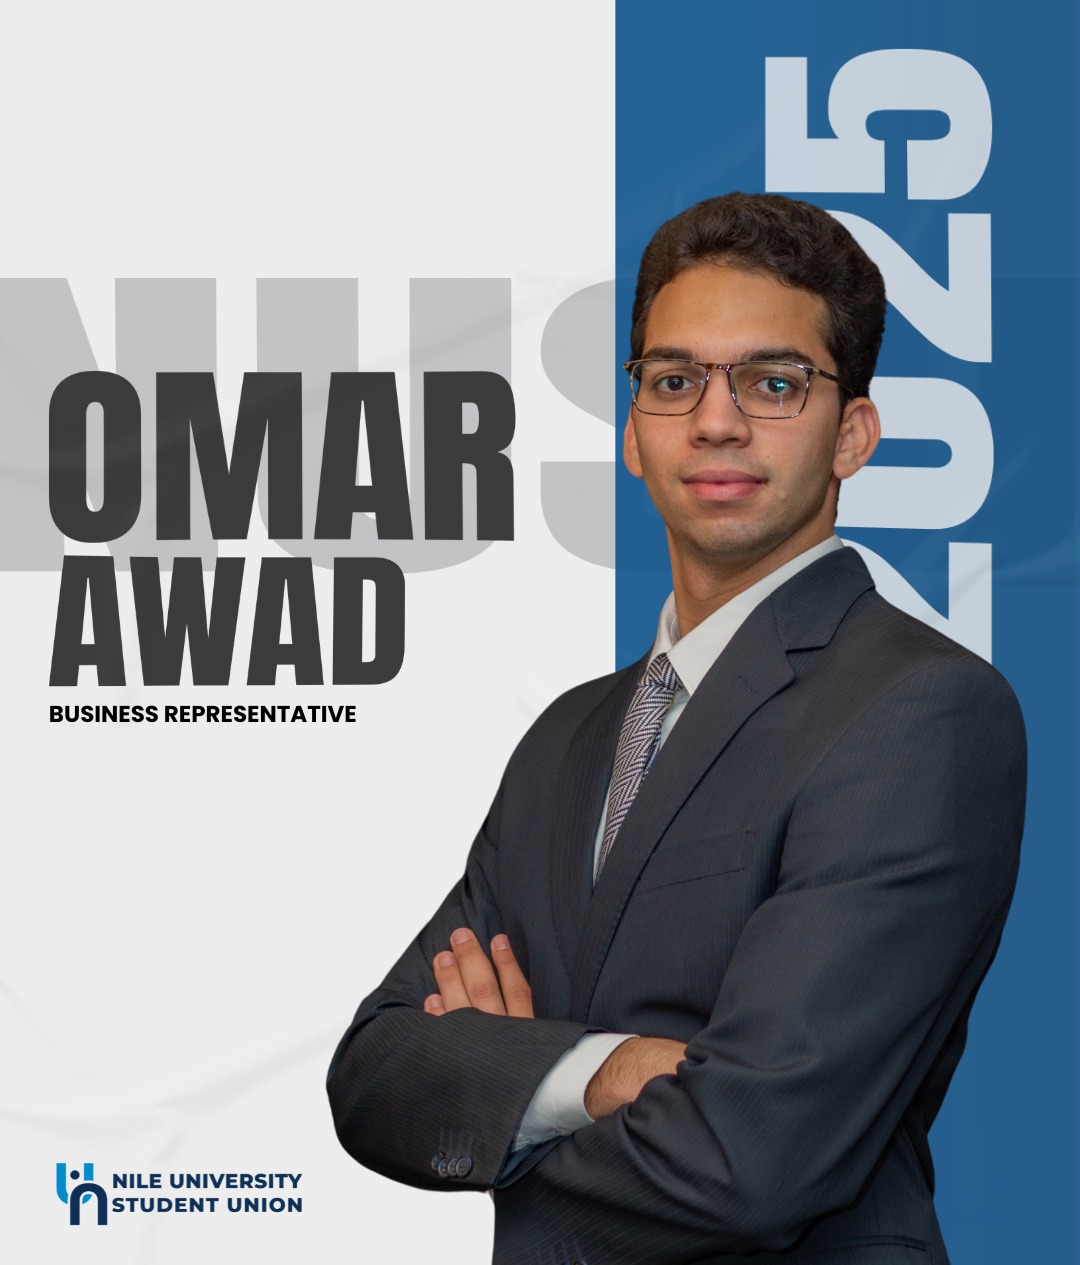 2025
NUS
OMAR
AWAD
BUSINESS REPRESENTATIVE
NILE UNIVERSITY
STUDENT UNION